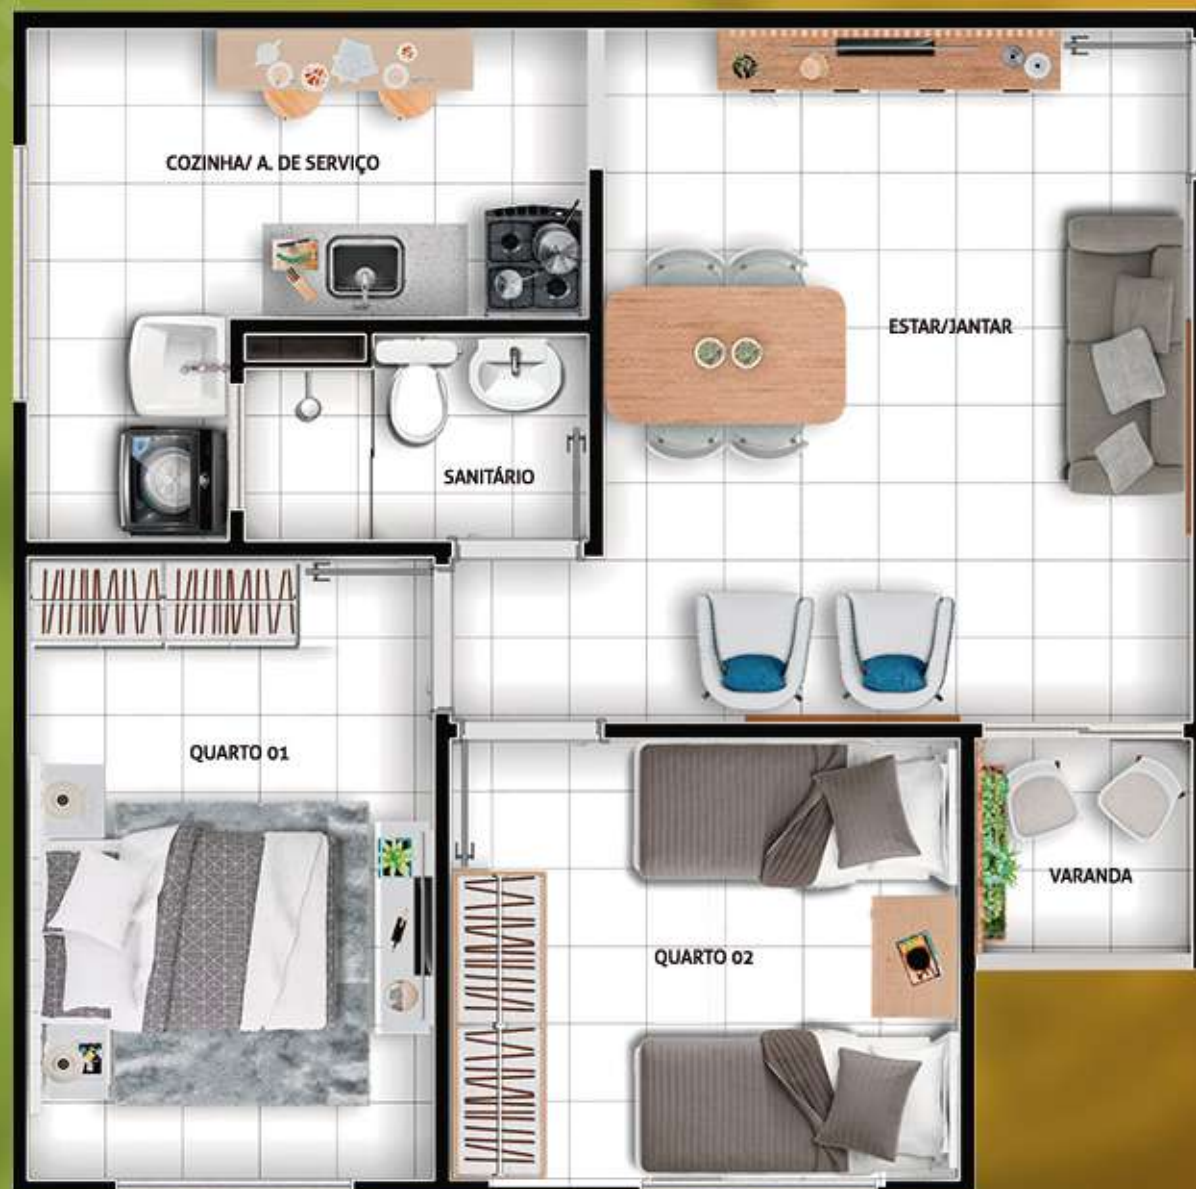 COZINHA/ A. DE SERVIÇO
ESTAR/JANTAR
SANITÁRIO
QUARTO 01
QUARTO 02
VARANDA